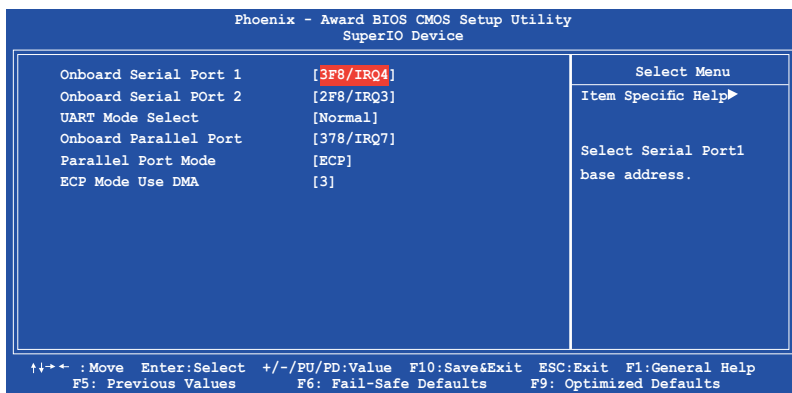 Phoenix - Award BIOS CMOS Setup Utility
SuperIO Device
Onboard Serial Port 1 [3F8/IRQ4]
Onboard Serial POrt 2 [2F8/IRQ3]
UART Mode Select [Normal]
Onboard Parallel Port [378/IRQ7]
Parallel Port Mode [ECP]
ECP Mode Use DMA [3]
Select Menu
Item Specific Help▶
Select Serial Port1
base address.
↑↓→← :Move Enter:Select +/-/PU/PD:Value F10:Save&Exit ESC:Exit F1:General Help
F5: Previous Values F6: Fail-Safe Defaults F9: Optimized Defaults